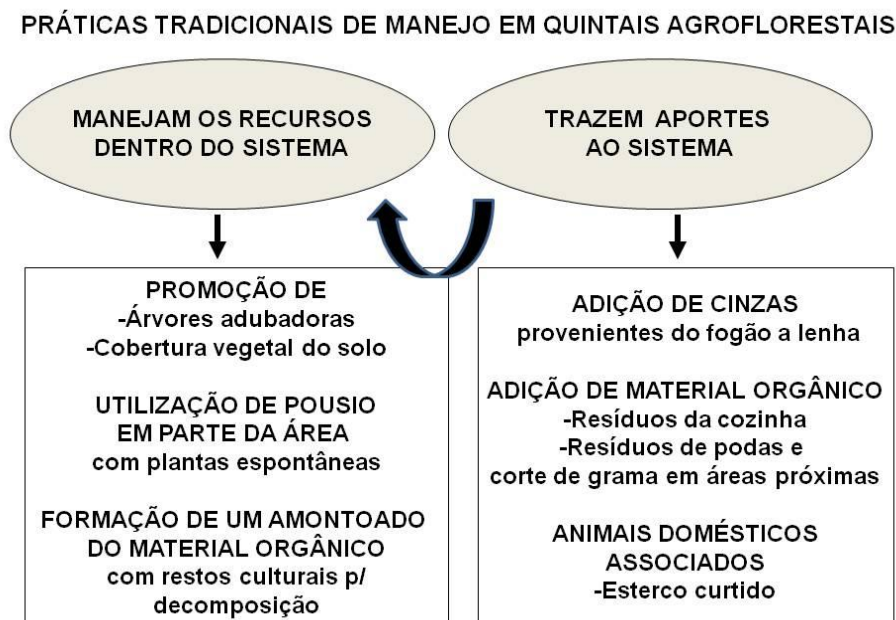 PRÁTICAS TRADICIONAIS DE MANEJO EM QUINTAIS AGROFLORESTAIS
MANEJAM OS RECURSOS
DENTRO DO SISTEMA
TRAZEM APORTES
AO SISTEMA
PROMOÇÃO DE
-Árvores adubadoras
-Cobertura vegetal do solo
UTILIZAÇÃO DE POUSIO
EM PARTE DA ÁREA
com plantas espontâneas
FORMAÇÃO DE UM AMONTOADO
DO MATERIAL ORGÂNICO
com restos culturais p/
decomposição
ADIÇÃO DE CINZAS
provenientes do fogão a lenha
ADIÇÃO DE MATERIAL ORGÂNICO
-Resíduos da cozinha
-Resíduos de podas e
corte de grama em áreas próximas
ANIMAIS DOMÉSTICOS
ASSOCIADOS
-Esterco curtido